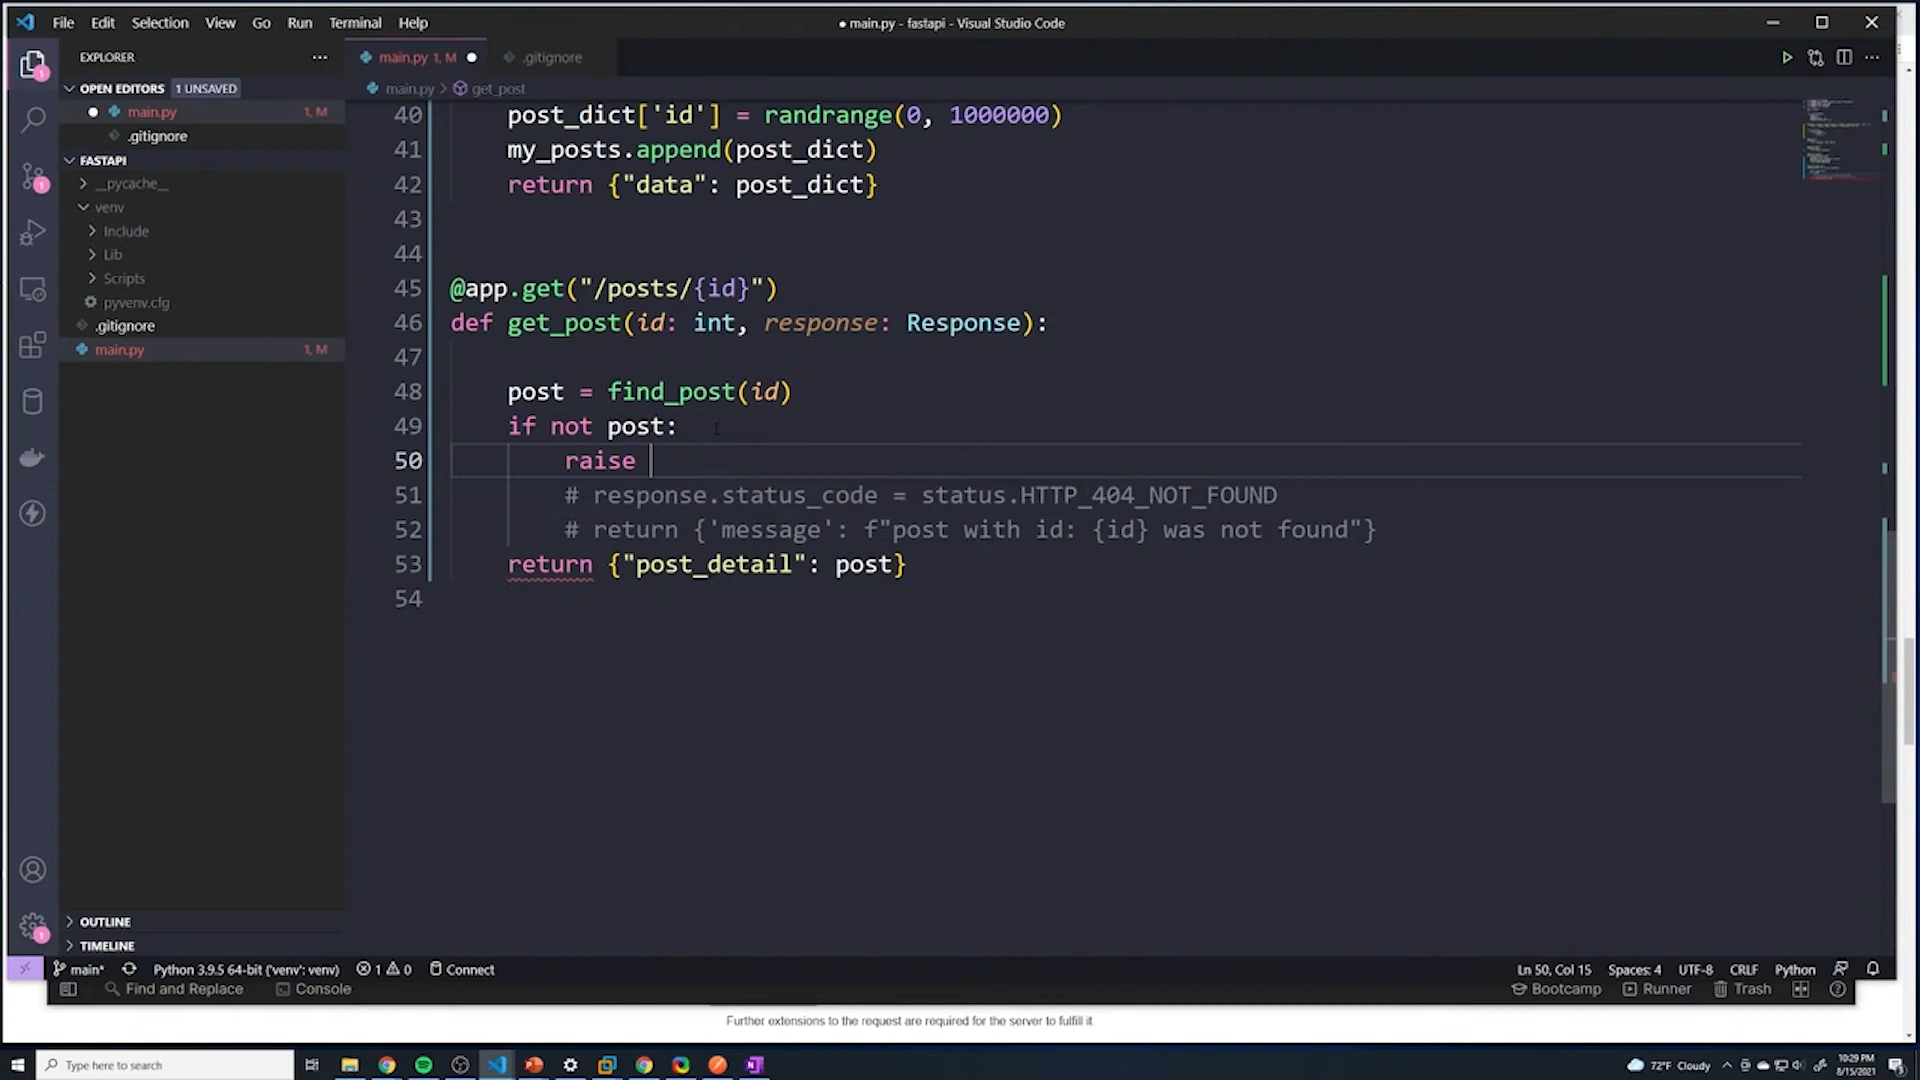 File Edit Selection View Go Run Terminal Help
● main.py - fastapi - Visual Studio Code
EXPLORER
main.py 1, M
.gitignore
OPEN EDITORS 1 UNSAVED
main.py > get_post
main.py 1, M
.gitignore
FASTAPI
__pycache__
venv
Include
Lib
Scripts
pyvenv.cfg
.gitignore
main.py 1, M
40 post_dict['id'] = randrange(0, 1000000)
41 my_posts.append(post_dict)
42 return {"data": post_dict}
43
44
45 @app.get("/posts/{id}")
46 def get_post(id: int, response: Response):
47
48 post = find_post(id)
49 if not post:
50 raise
51 # response.status_code = status.HTTP_404_NOT_FOUND
52 # return {'message': f"post with id: {id} was not found"}
53 return {"post_detail": post}
54
OUTLINE
TIMELINE
main* Python 3.9.5 64-bit ('venv': venv) 1 0 Connect
Ln 50, Col 15 Spaces: 4 UTF-8 CRLF Python
Find and Replace Console
Bootcamp Runner Trash
Further extensions to the request are required for the server to fulfill it
Type here to search
72°F Cloudy
10:29 PM
8/15/2021